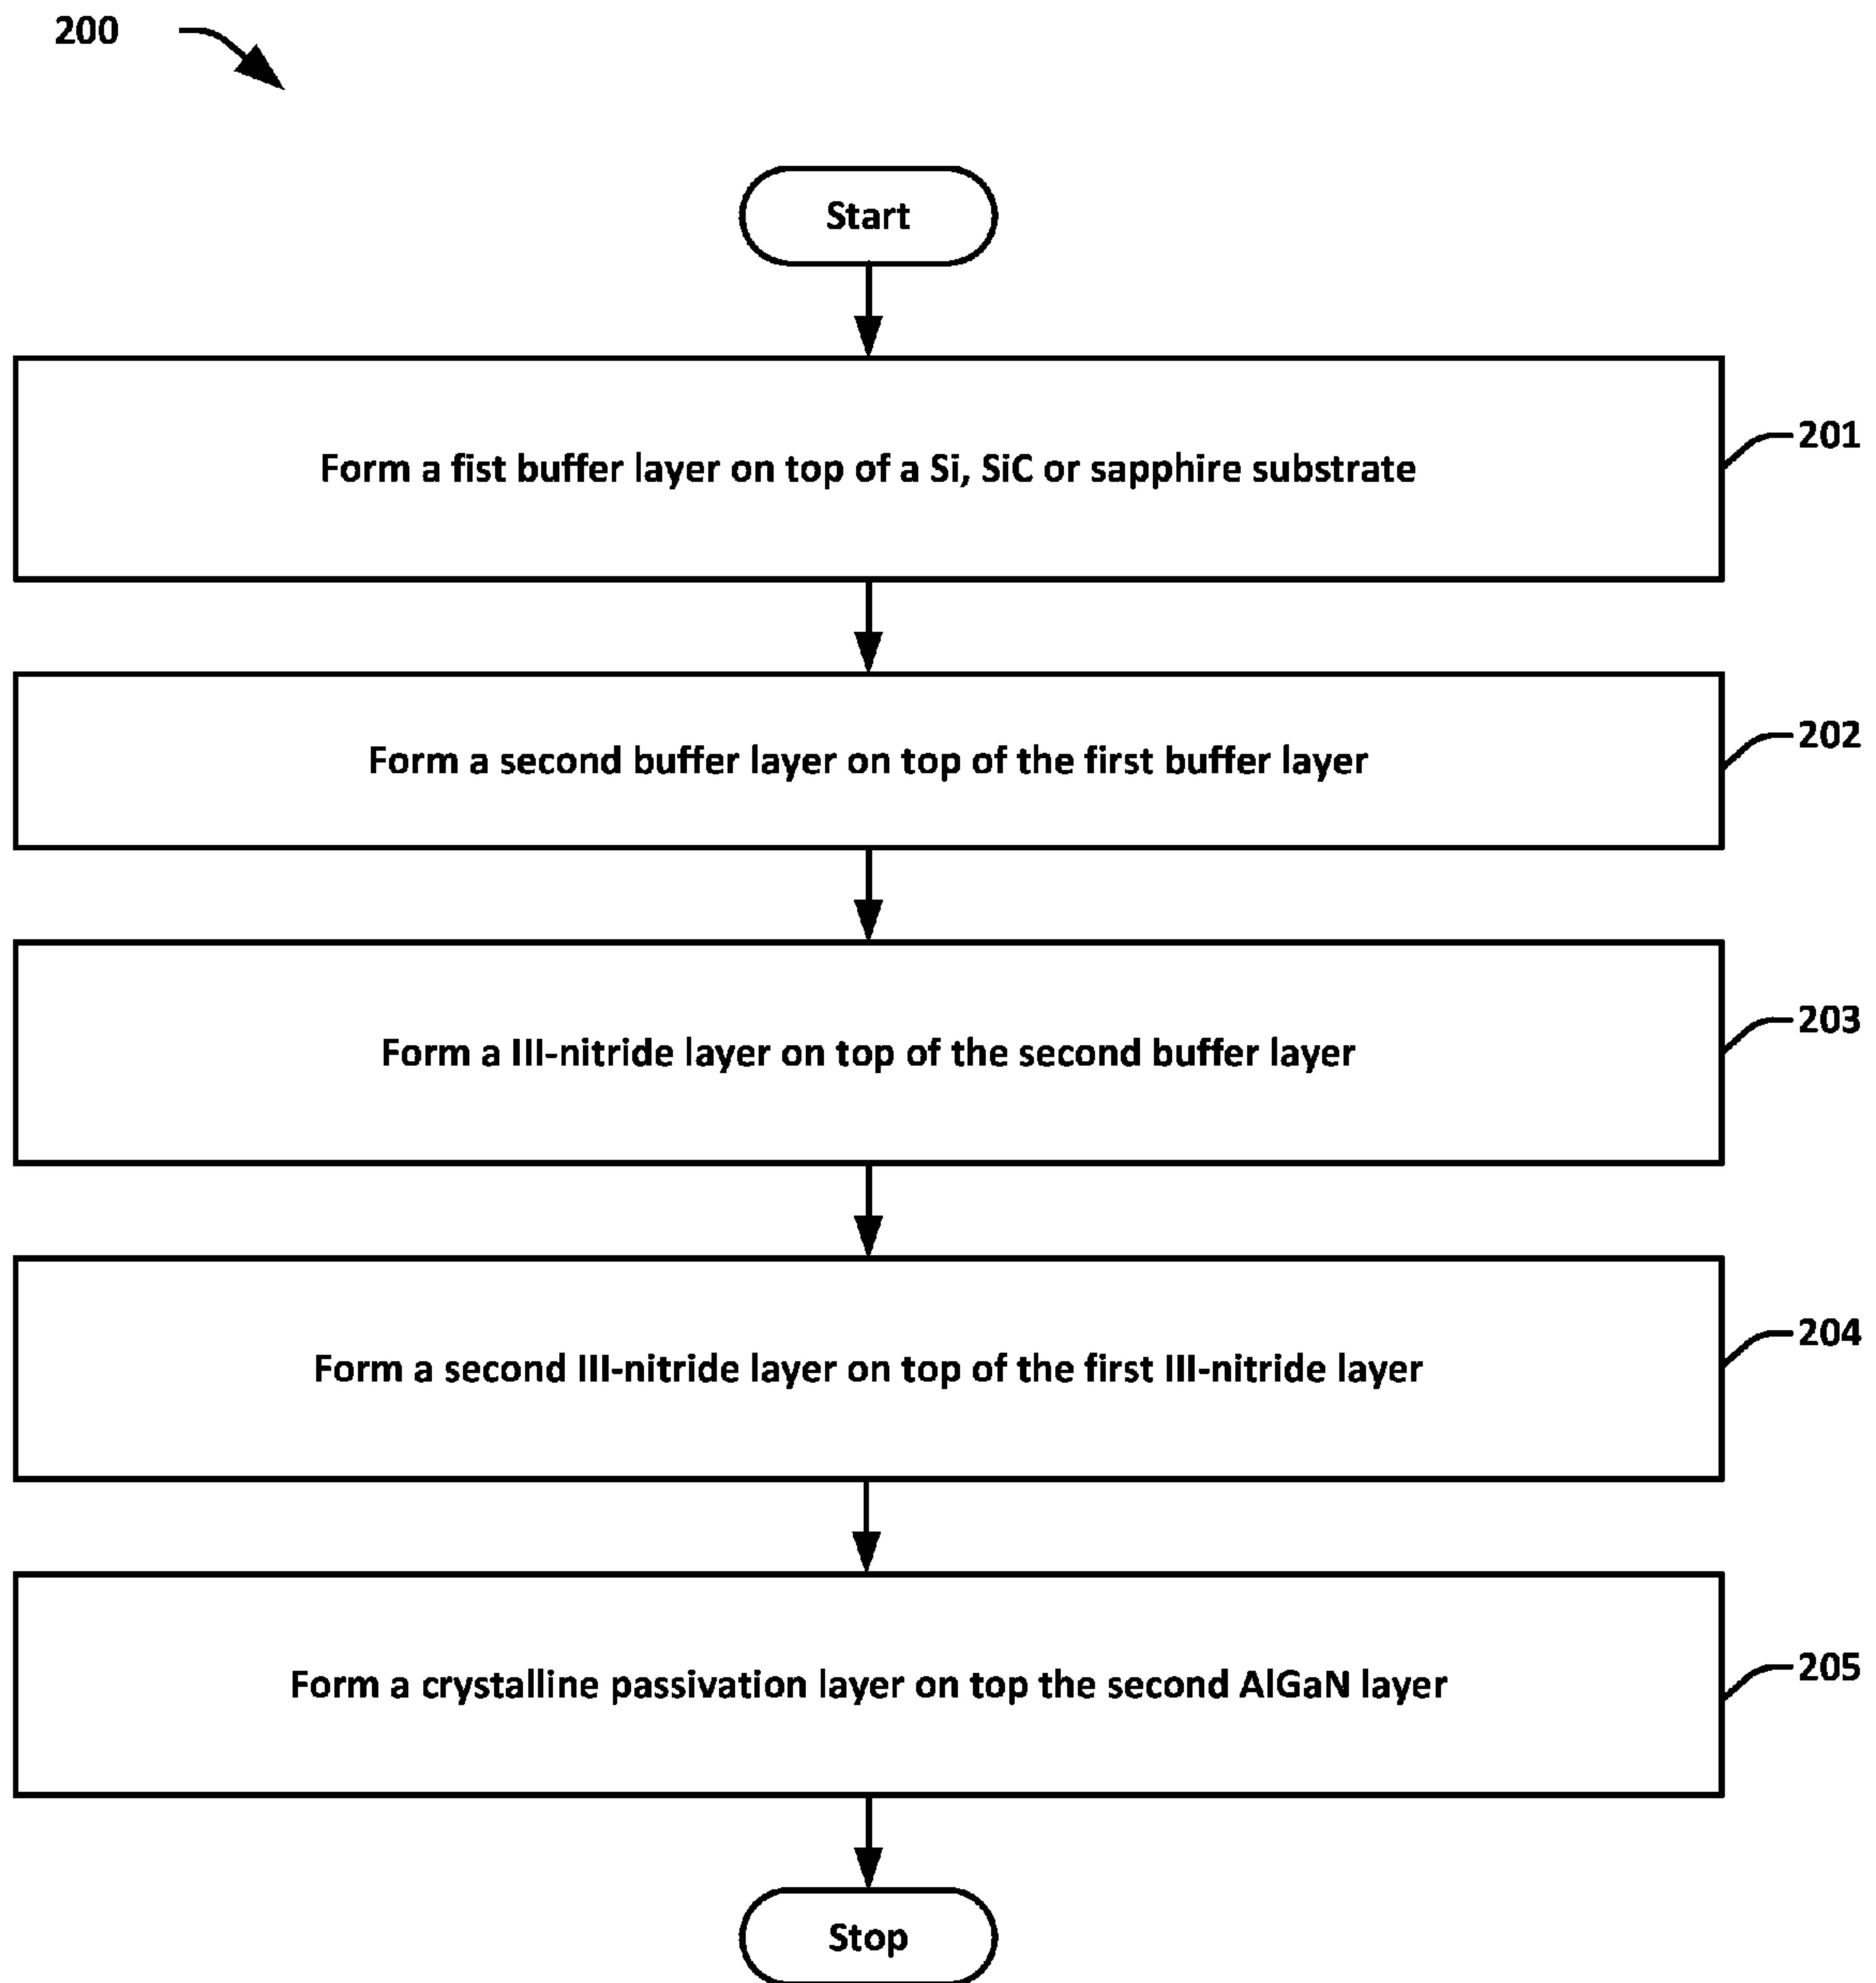 200
Start
Form a fist buffer layer on top of a Si, SiC or sapphire substrate
201
Form a second buffer layer on top of the first buffer layer
202
Form a III-nitride layer on top of the second buffer layer
203
Form a second III-nitride layer on top of the first III-nitride layer
204
Form a crystalline passivation layer on top the second AlGaN layer
205
Stop